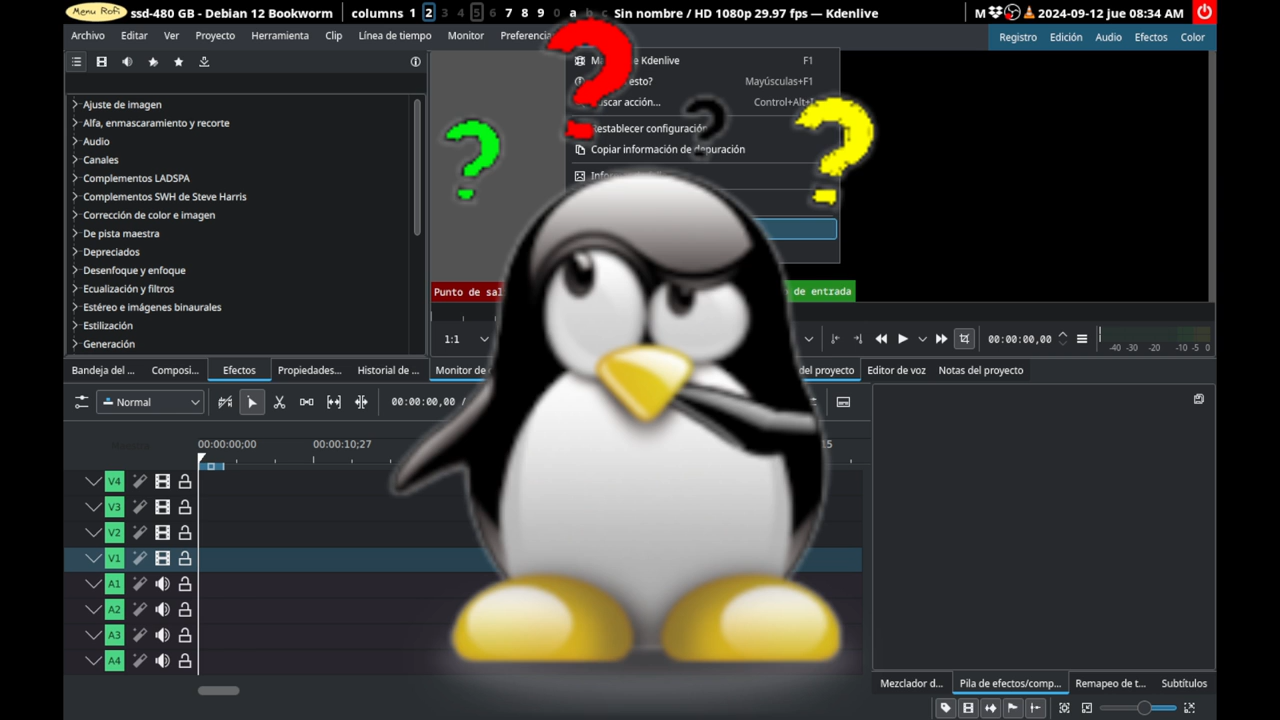 Menu Rofi ssd-480 GB - Debian 12 Bookworm columns 1 2 3 4 5 6 7 8 9 0 a b c Sin nombre / HD 1080p 29.97 fps — Kdenlive M 2024-09-12 jue 08:34 AM
Archivo Editar Ver Proyecto Herramienta Clip Línea de tiempo Monitor Registro Edición Audio Efectos Color
Kdenlive F1
esto? Mayúsculas+F1
acción... Control+Alt+
Restablecer configuración
Copiar información de depuración
Ajuste de imagen
Alfa, enmascaramiento y recorte
Audio
Canales
Complementos LADSPA
Complementos SWH de Steve Harris
Corrección de color e imagen
De pista maestra
Depreciados
Desenfoque y enfoque
Ecualización y filtros
Estéreo e imágenes binaurales
Estilización
Generación
? ? ? ?
Punto de sal de entrada
1:1 00:00:00,00 -40 -30 -20 -10 -5 0
Bandeja del ... Composi... Efectos Propiedades... Historial de ... Monitor de del proyecto Editor de voz Notas del proyecto
Normal 00:00:00,00 /
00:00:00;00 00:00:10;27 15
V4
V3
V2
V1
A1
A2
A3
A4
Mezclador d... Pila de efectos/comp... Remapeo de t... Subtítulos